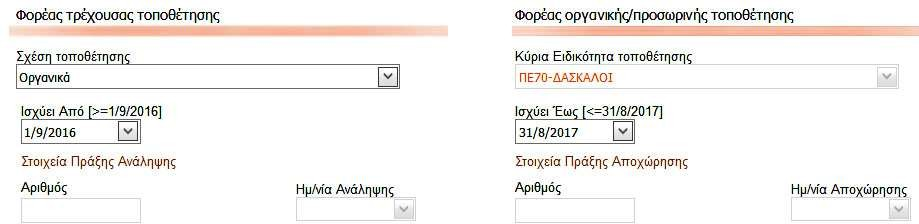 Φορέας τρέχουσας τοποθέτησης
Φορέας οργανικής/προσωρινής τοποθέτησης
Σχέση τοποθέτησης
Κύρια Ειδικότητα τοποθέτησης
Οργανικά
ΠΕ70-ΔΑΣΚΑΛΟΙ
Ισχύει Από [>=1/9/2016]
Ισχύει Έως [<=31/8/2017]
1/9/2016
31/8/2017
Στοιχεία Πράξης Ανάληψης
Στοιχεία Πράξης Αποχώρησης
Αριθμός
Ημ/νία Ανάληψης
Αριθμός
Ημ/νία Αποχώρησης